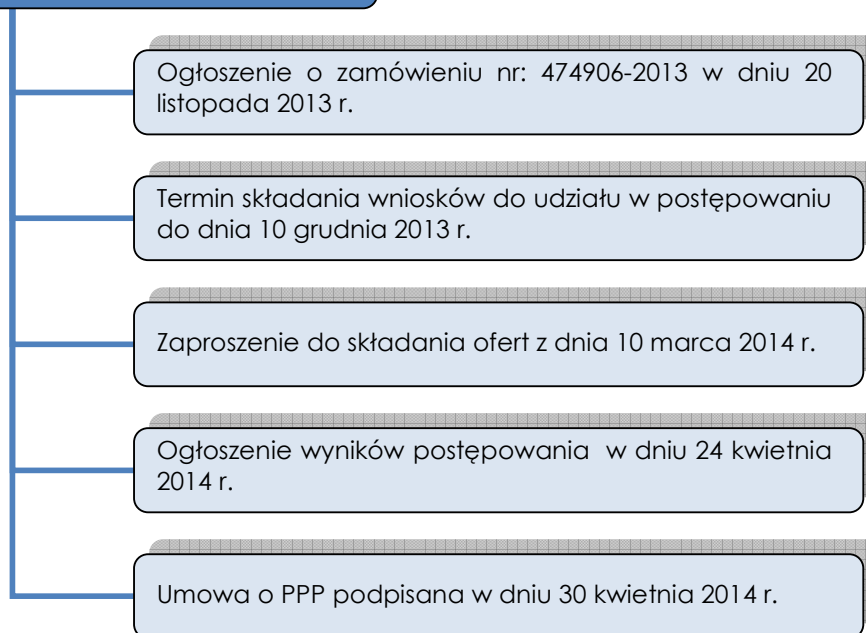 Ogłoszenie o zamówieniu nr: 474906-2013 w dniu 20
listopada 2013 r.
Termin składania wniosków do udziału w postępowaniu
do dnia 10 grudnia 2013 r.
Zaproszenie do składania ofert z dnia 10 marca 2014 r.
Ogłoszenie wyników postępowania w dniu 24 kwietnia
2014 r.
Umowa o PPP podpisana w dniu 30 kwietnia 2014 r.